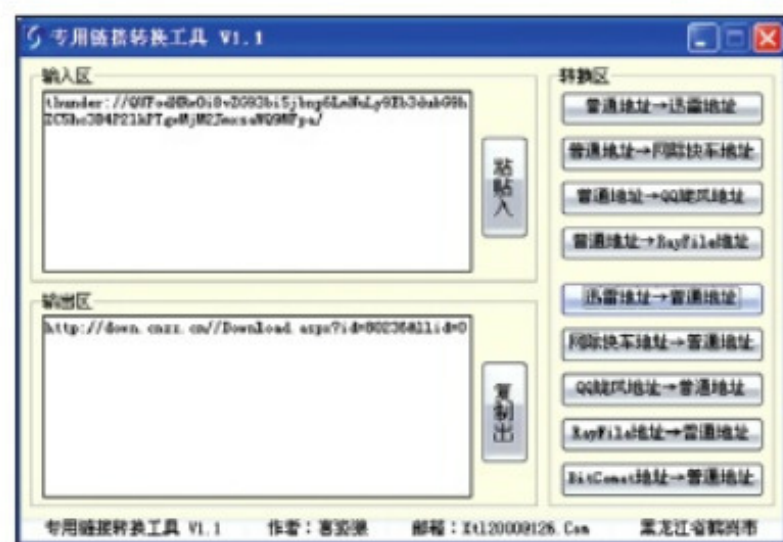 专用链接转换工具 V1.1
输入区
thunder://
粘贴入
输出区
复制出
转换区
普通地址→迅雷地址
普通地址→网际快车地址
普通地址→QQ旋风地址
普通地址→RayFile地址
迅雷地址→普通地址
网际快车地址→普通地址
QQ旋风地址→普通地址
RayFile地址→普通地址
BitComet地址→普通地址
专用链接转换工具 V1.1 作者： 邮箱： 黑龙江省鹤岗市